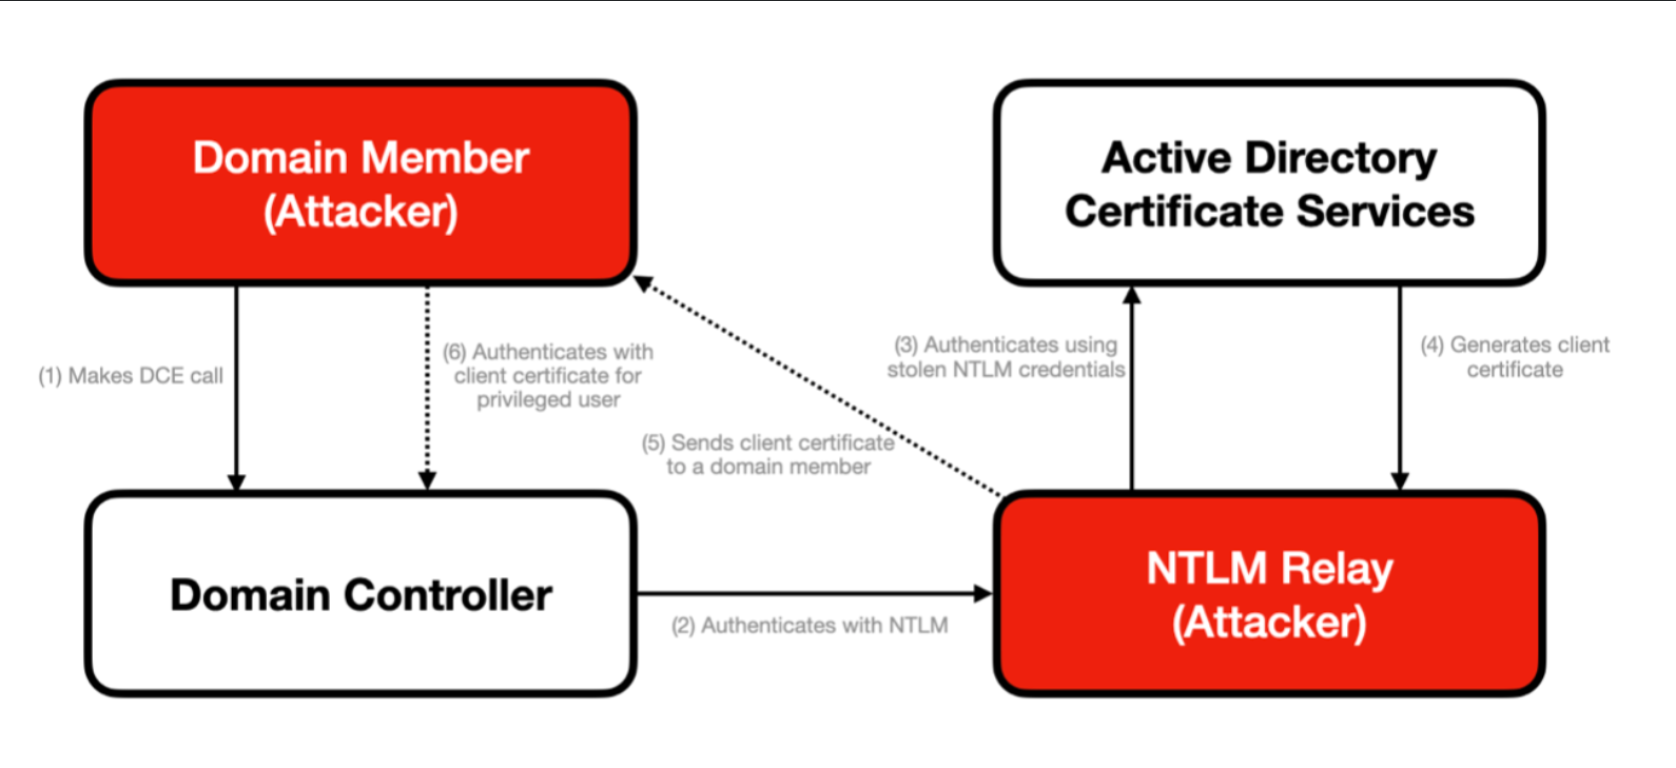 Domain Member
(Attacker)
Active Directory
Certificate Services
(1) Makes DCE call
(6) Authenticates with
client certificate for
privileged user
(5) Sends client certificate
to a domain member
(3) Authenticates using
stolen NTLM credentials
(4) Generates client
certificate
Domain Controller
(2) Authenticates with NTLM
NTLM Relay
(Attacker)